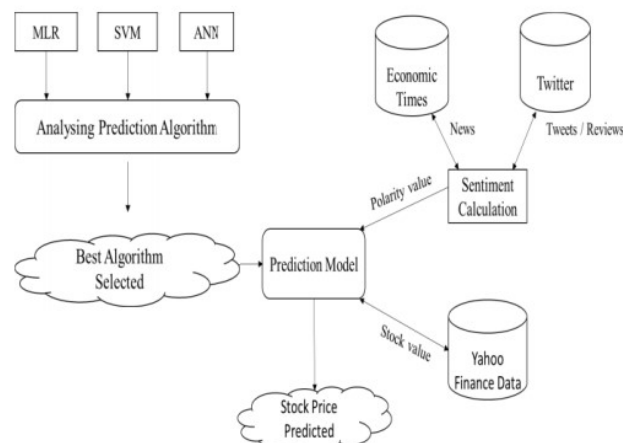 MLR
SVM
ANN
Analysing Prediction Algorithm
Best Algorithm
Selected
Economic
Times
Twitter
News
Tweets / Reviews
Sentiment
Calculation
Polarity value
Prediction Model
Stock value
Yahoo
Finance Data
Stock Price
Predicted